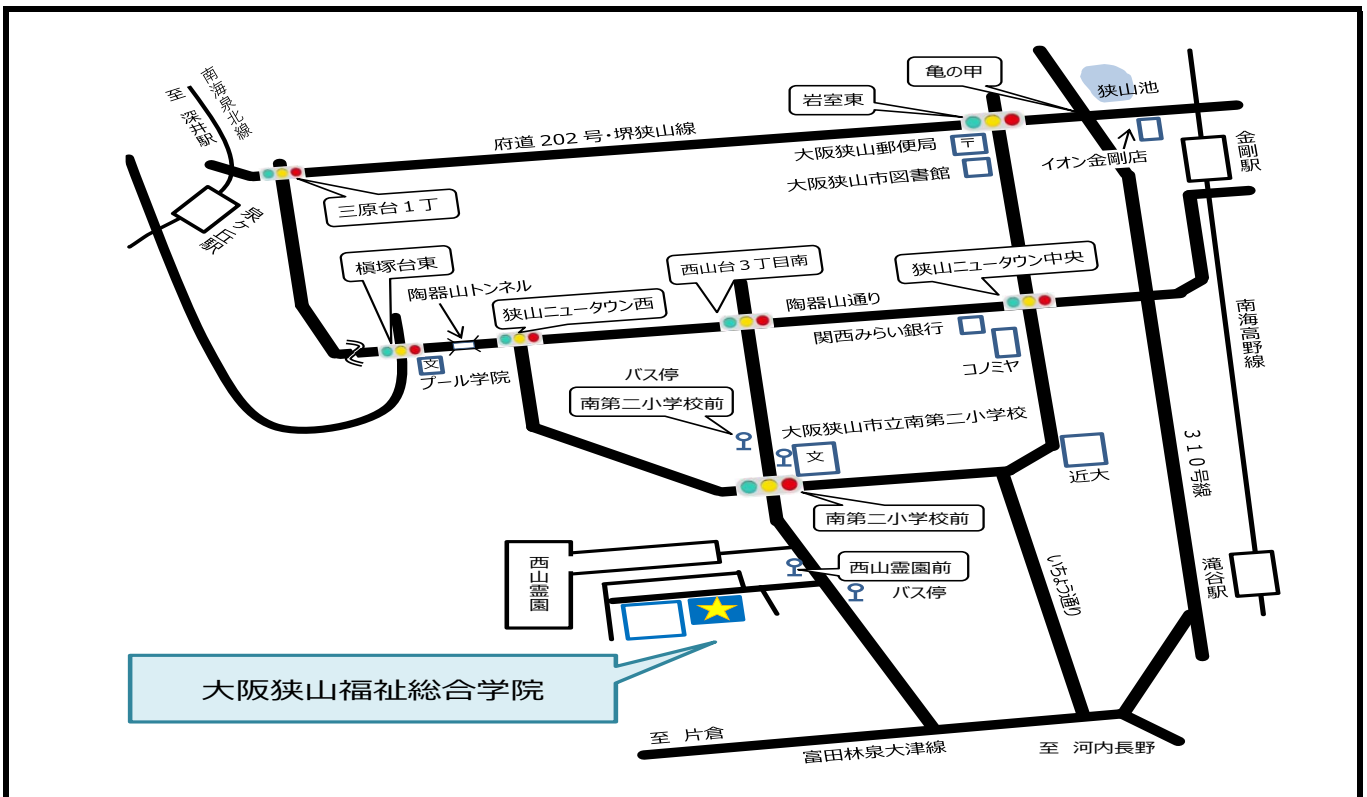 亀の甲
岩室東
狭山池
至 深井駅
南海泉北線
府道202号・堺狭山線
〒
大阪狭山郵便局
大阪狭山市図書館
イオン金剛店
金剛駅
三原台1丁
泉ヶ丘駅
槇塚台東
陶器山トンネル
狭山ニュータウン西
西山台3丁目南
陶器山通り
狭山ニュータウン中央
関西みらい銀行
コノミヤ
文
プール学院
南海高野線
バス停
南第二小学校前
大阪狭山市立南第二小学校
文
近大
310号線
南第二小学校前
西山霊園
西山霊園前
バス停
いちょう通り
滝谷駅
大阪狭山福祉総合学院
至 片倉
富田林泉大津線
至 河内長野